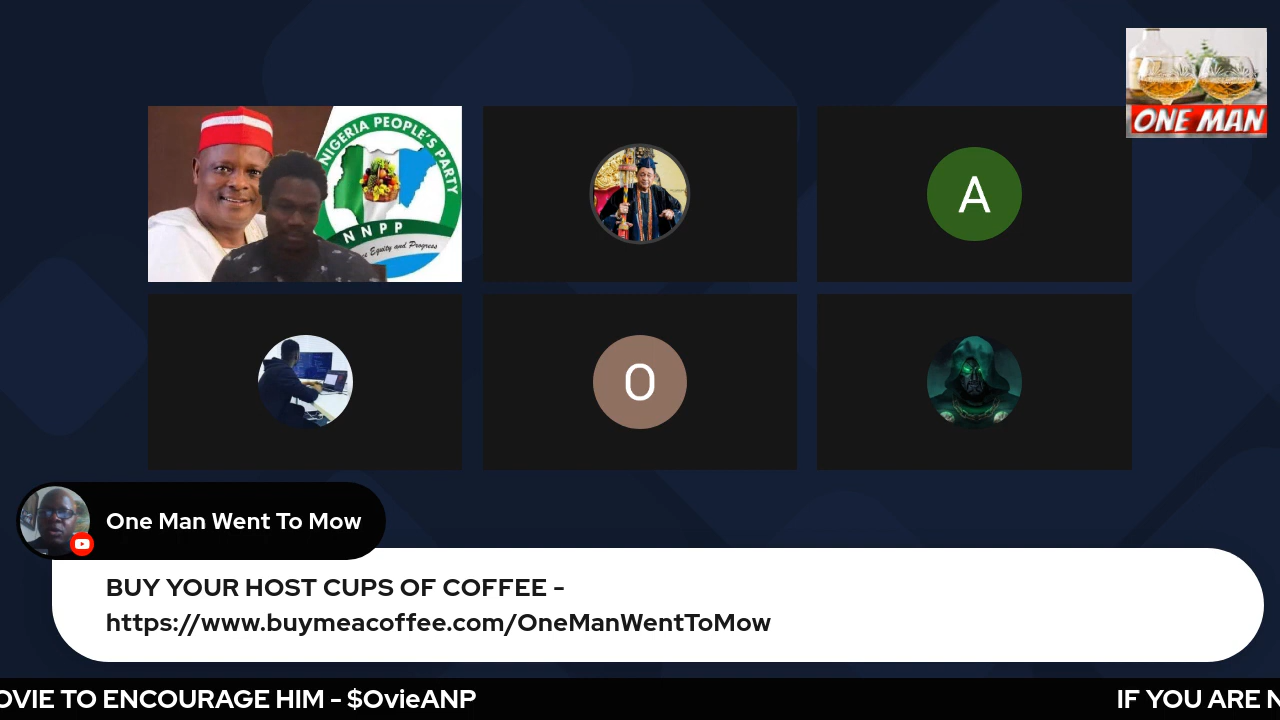 NIGERIA PEOPLE'S PARTY
NNPP
Equity and Progress
ONE MAN
A
O
One Man Went To Mow
BUY YOUR HOST CUPS OF COFFEE -
https://www.buymeacoffee.com/OneManWentToMow
OVIE TO ENCOURAGE HIM - $OvieANP
IF YOU ARE N